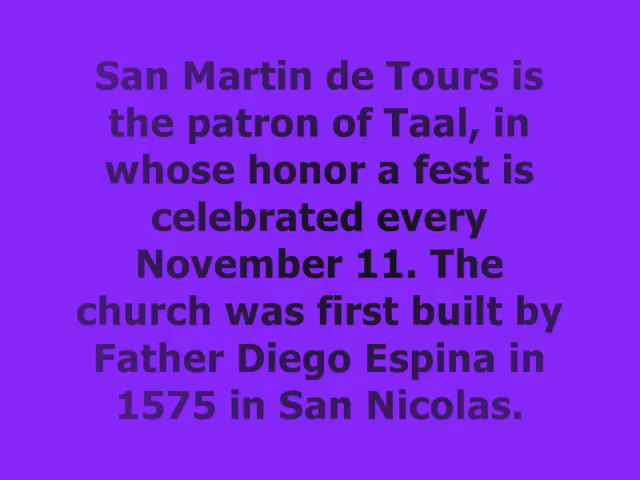 San Martin de Tours is
the patron of Taal, in
whose honor a fest is
celebrated every
November 11. The
church was first built by
Father Diego Espina in
1575 in San Nicolas.